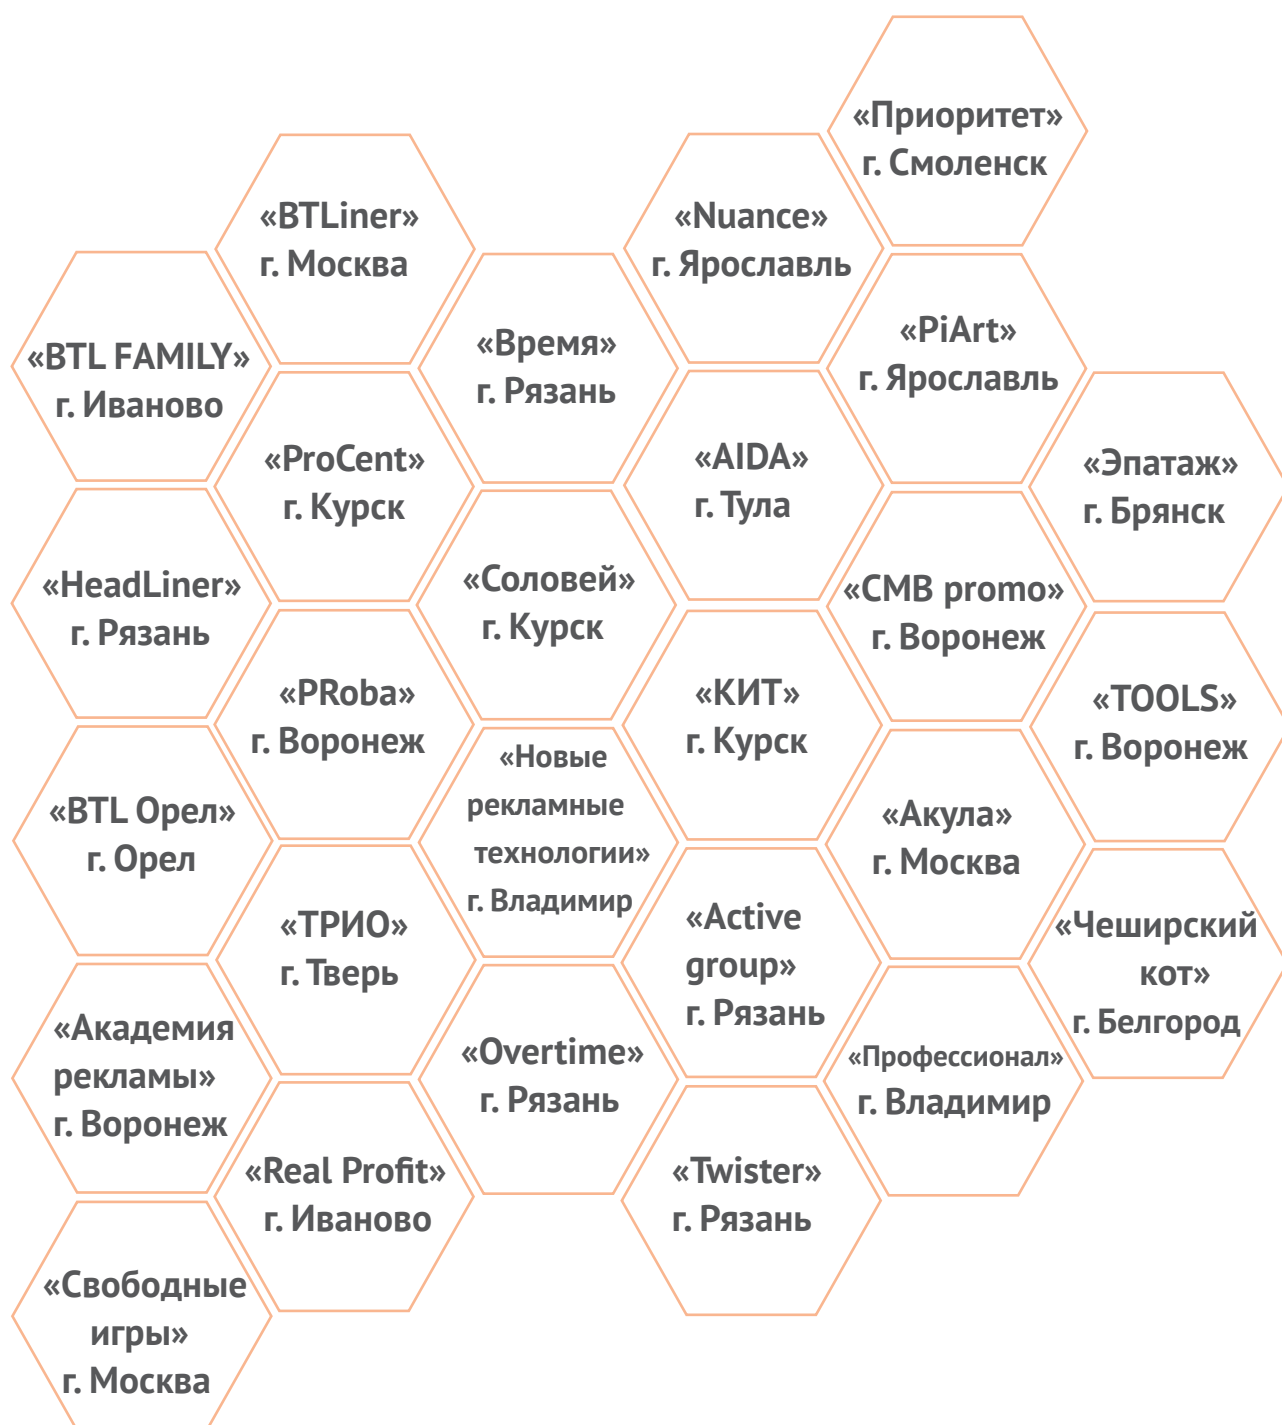 «Приоритет»
г. Смоленск
«BTLiner»
г. Москва
«Nuance»
г. Ярославль
«BTL FAMILY»
г. Иваново
«Время»
г. Рязань
«PiArt»
г. Ярославль
«ProCent»
г. Курск
«AIDA»
г. Тула
«Эпатаж»
г. Брянск
«HeadLiner»
г. Рязань
«Соловей»
г. Курск
«CMB promo»
г. Воронеж
«PRoba»
г. Воронеж
«КИТ»
г. Курск
«TOOLS»
г. Воронеж
«BTL Орел»
г. Орел
«Новые
рекламные
технологии»
г. Владимир
«Акула»
г. Москва
«ТРИО»
г. Тверь
«Active
group»
г. Рязань
«Чеширский
кот»
г. Белгород
«Академия
рекламы»
г. Воронеж
«Overtime»
г. Рязань
«Профессионал»
г. Владимир
«Real Profit»
г. Иваново
«Twister»
г. Рязань
«Свободные
игры»
г. Москва